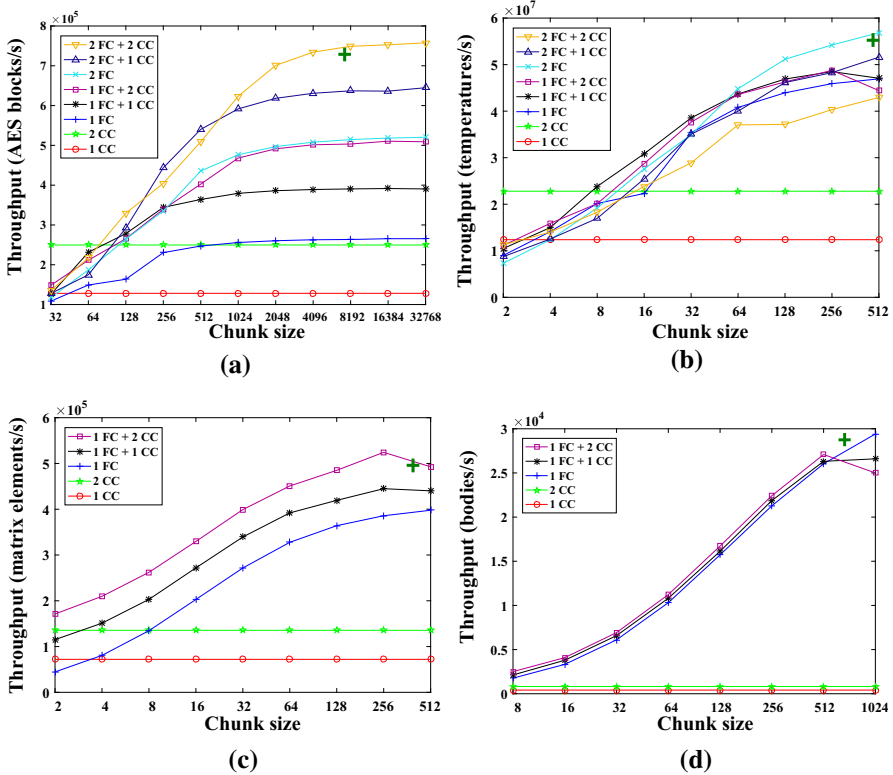 ×10^5
8
7
6
5
4
3
2
1
Throughput (AES blocks/s)
2 FC + 2 CC
2 FC + 1 CC
2 FC
1 FC + 2 CC
1 FC + 1 CC
1 FC
2 CC
1 CC
32 64 128 256 512 1024 2048 4096 8192 16384 32768
Chunk size
(a)
×10^7
6
5
4
3
2
1
0
Throughput (temperatures/s)
2 FC + 2 CC
2 FC + 1 CC
2 FC
1 FC + 2 CC
1 FC + 1 CC
1 FC
2 CC
1 CC
2 4 8 16 32 64 128 256 512
Chunk size
(b)
×10^5
6
5
4
3
2
1
0
Throughput (matrix elements/s)
1 FC + 2 CC
1 FC + 1 CC
1 FC
2 CC
1 CC
2 4 8 16 32 64 128 256 512
Chunk size
(c)
×10^4
3
2.5
2
1.5
1
0.5
0
Throughput (bodies/s)
1 FC + 2 CC
1 FC + 1 CC
1 FC
2 CC
1 CC
8 16 32 64 128 256 512 1024
Chunk size
(d)